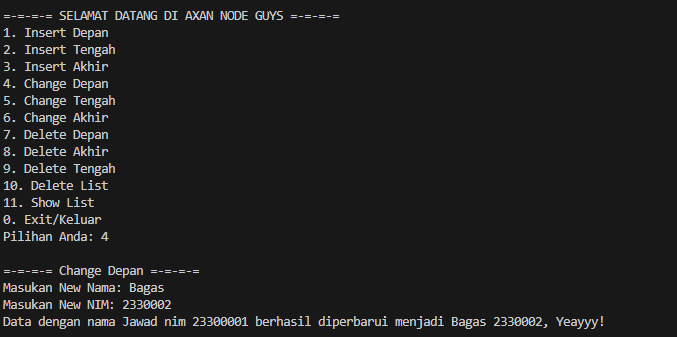 =-=-=-= SELAMAT DATANG DI AXAN NODE GUYS =-=-=-=
1. Insert Depan
2. Insert Tengah
3. Insert Akhir
4. Change Depan
5. Change Tengah
6. Change Akhir
7. Delete Depan
8. Delete Akhir
9. Delete Tengah
10. Delete List
11. Show List
0. Exit/Keluar
Pilihan Anda: 4
=-=-=-= Change Depan =-=-=-=
Masukan New Nama: Bagas
Masukan New NIM: 2330002
Data dengan nama Jawad nim 23300001 berhasil diperbarui menjadi Bagas 2330002, Yeayyy!